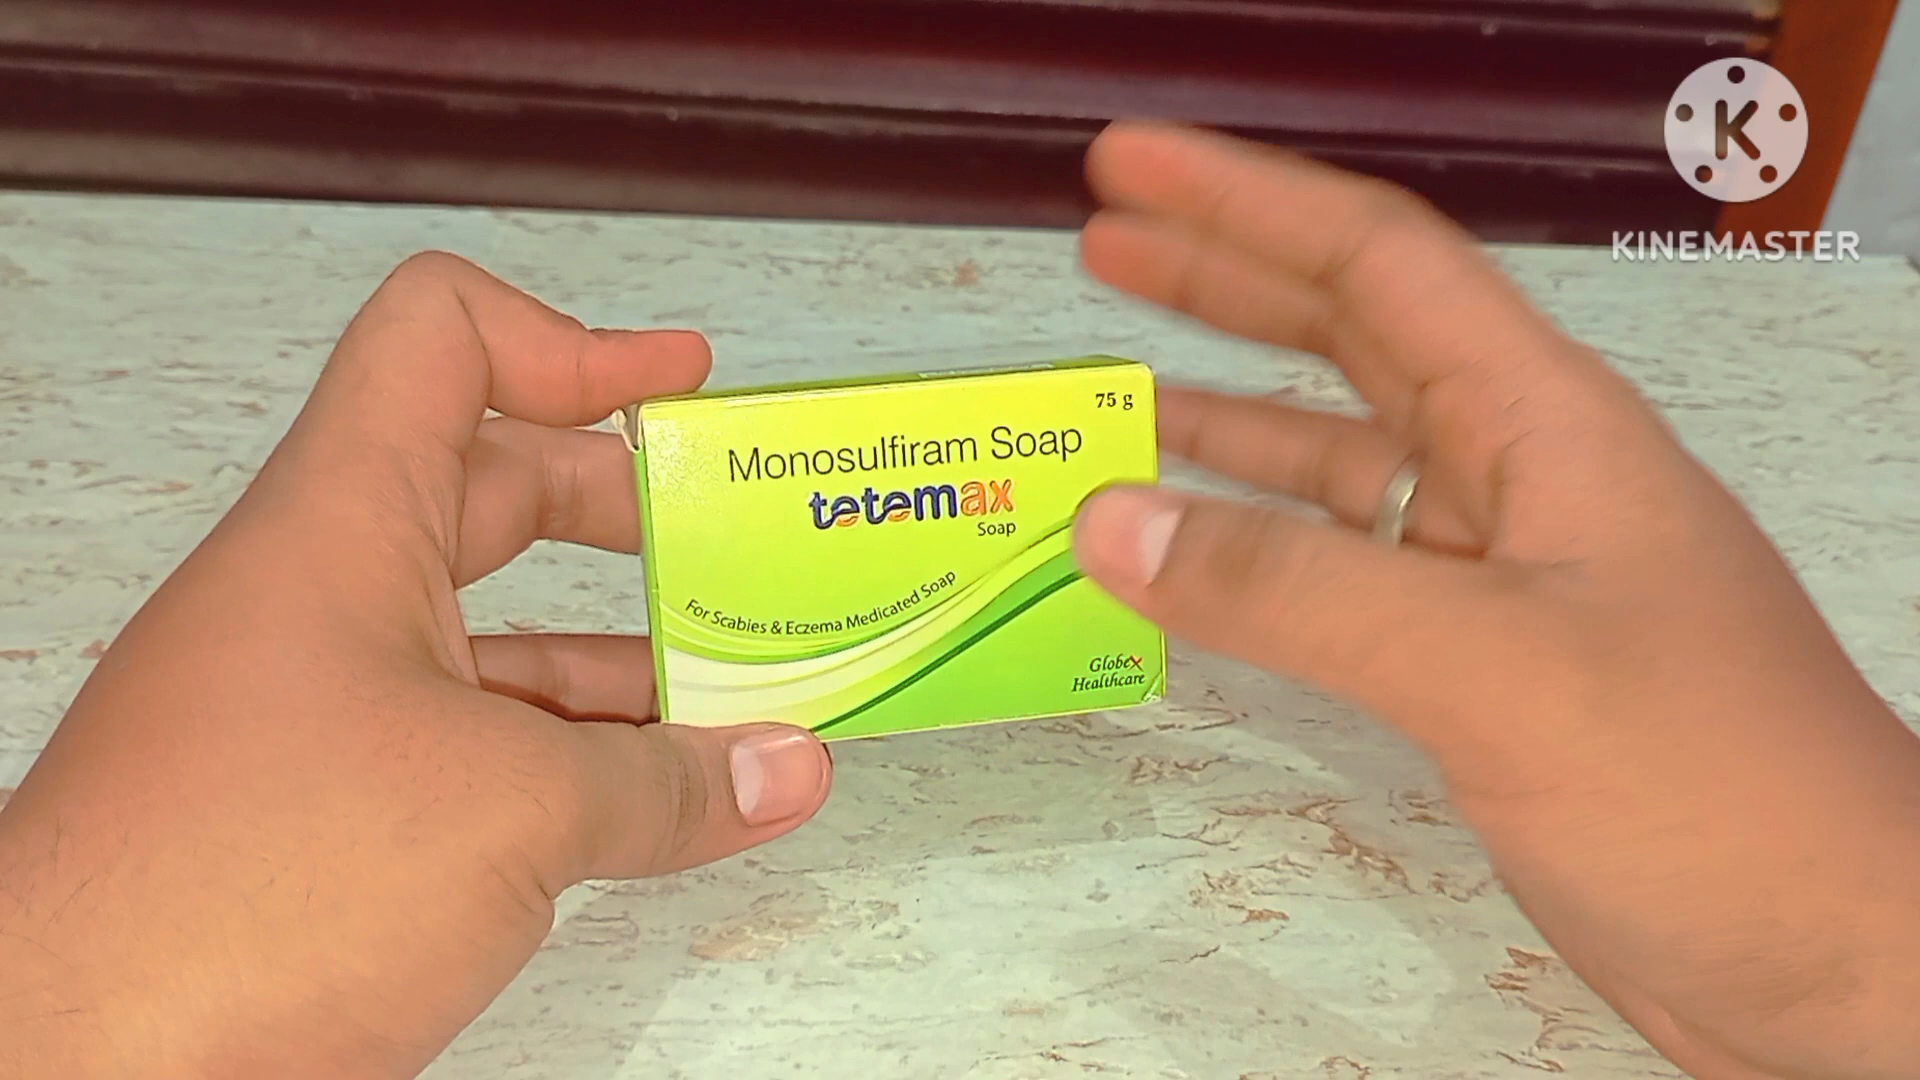 K
KINEMASTER
75 g
Monosulfiram Soap
tetemax
Soap
For Scabies & Eczema Medicated Soap
Globex
Healthcare